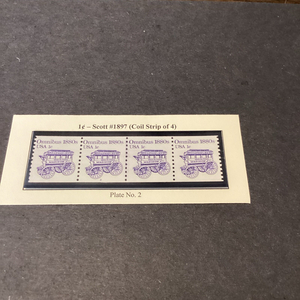 1¢ – Scott #1897 (Coil Strip of 4)
Omnibus 1880s Omnibus 1880s Omnibus 1880s Omnibus 1880s
USA 1c USA 1c USA 1c USA 1c
Plate No. 2